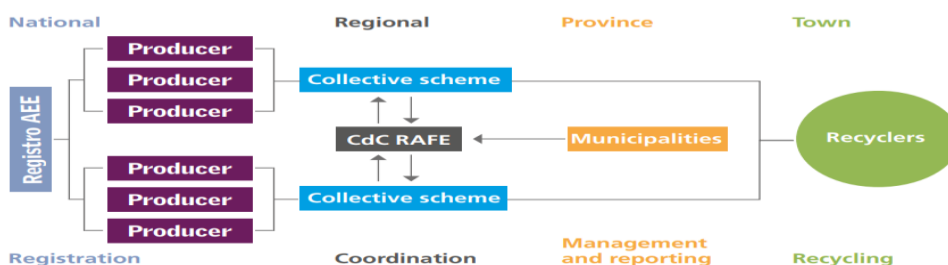 National
Regional
Province
Town
Producer
Producer
Producer
Collective scheme
Registro AEE
CdC RAFE
Municipalities
Recyclers
Producer
Producer
Producer
Collective scheme
Registration
Coordination
Management
and reporting
Recycling